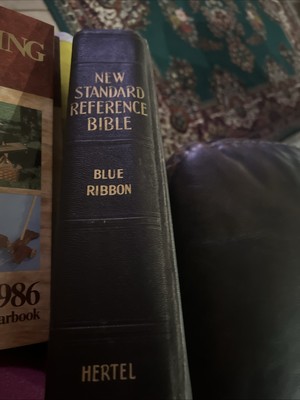 ING
986
arbook
NEW
STANDARD
REFERENCE
BIBLE
BLUE
RIBBON
HERTEL